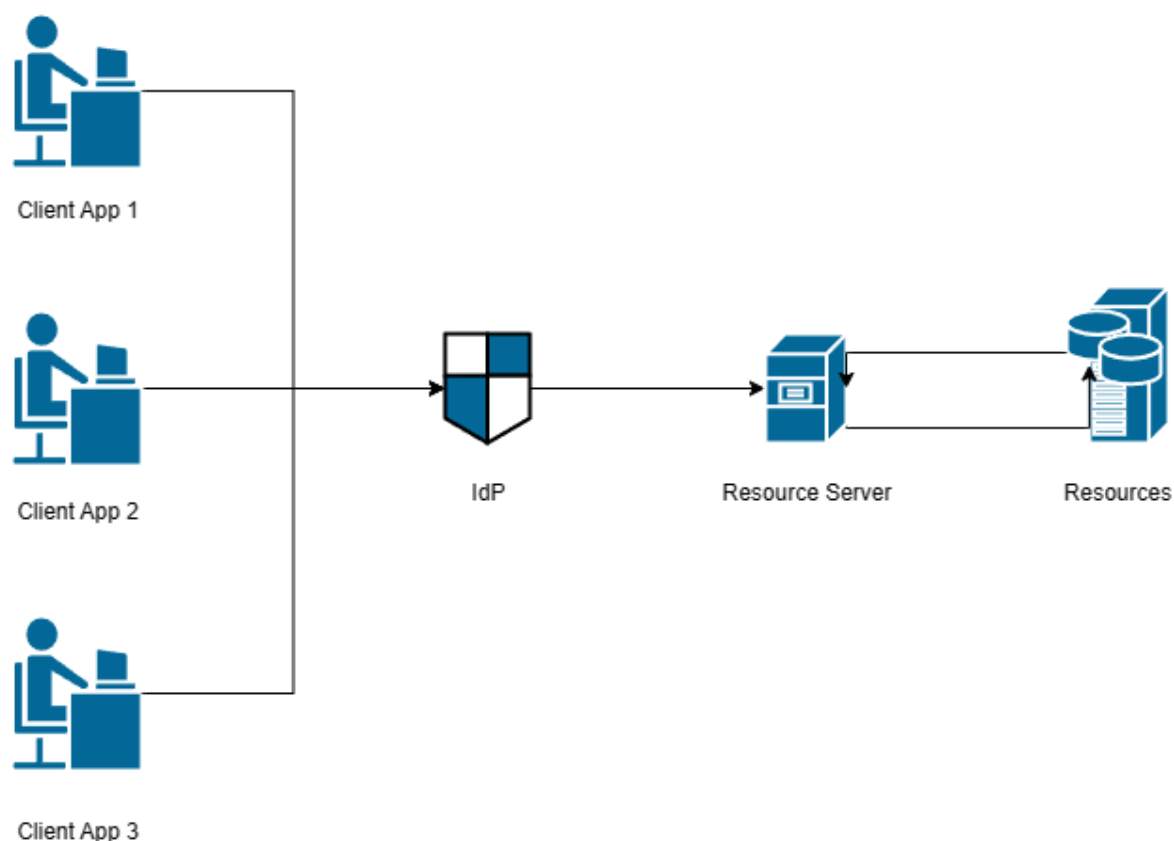 Client App 1
Client App 2
IdP
Resource Server
Resources
Client App 3